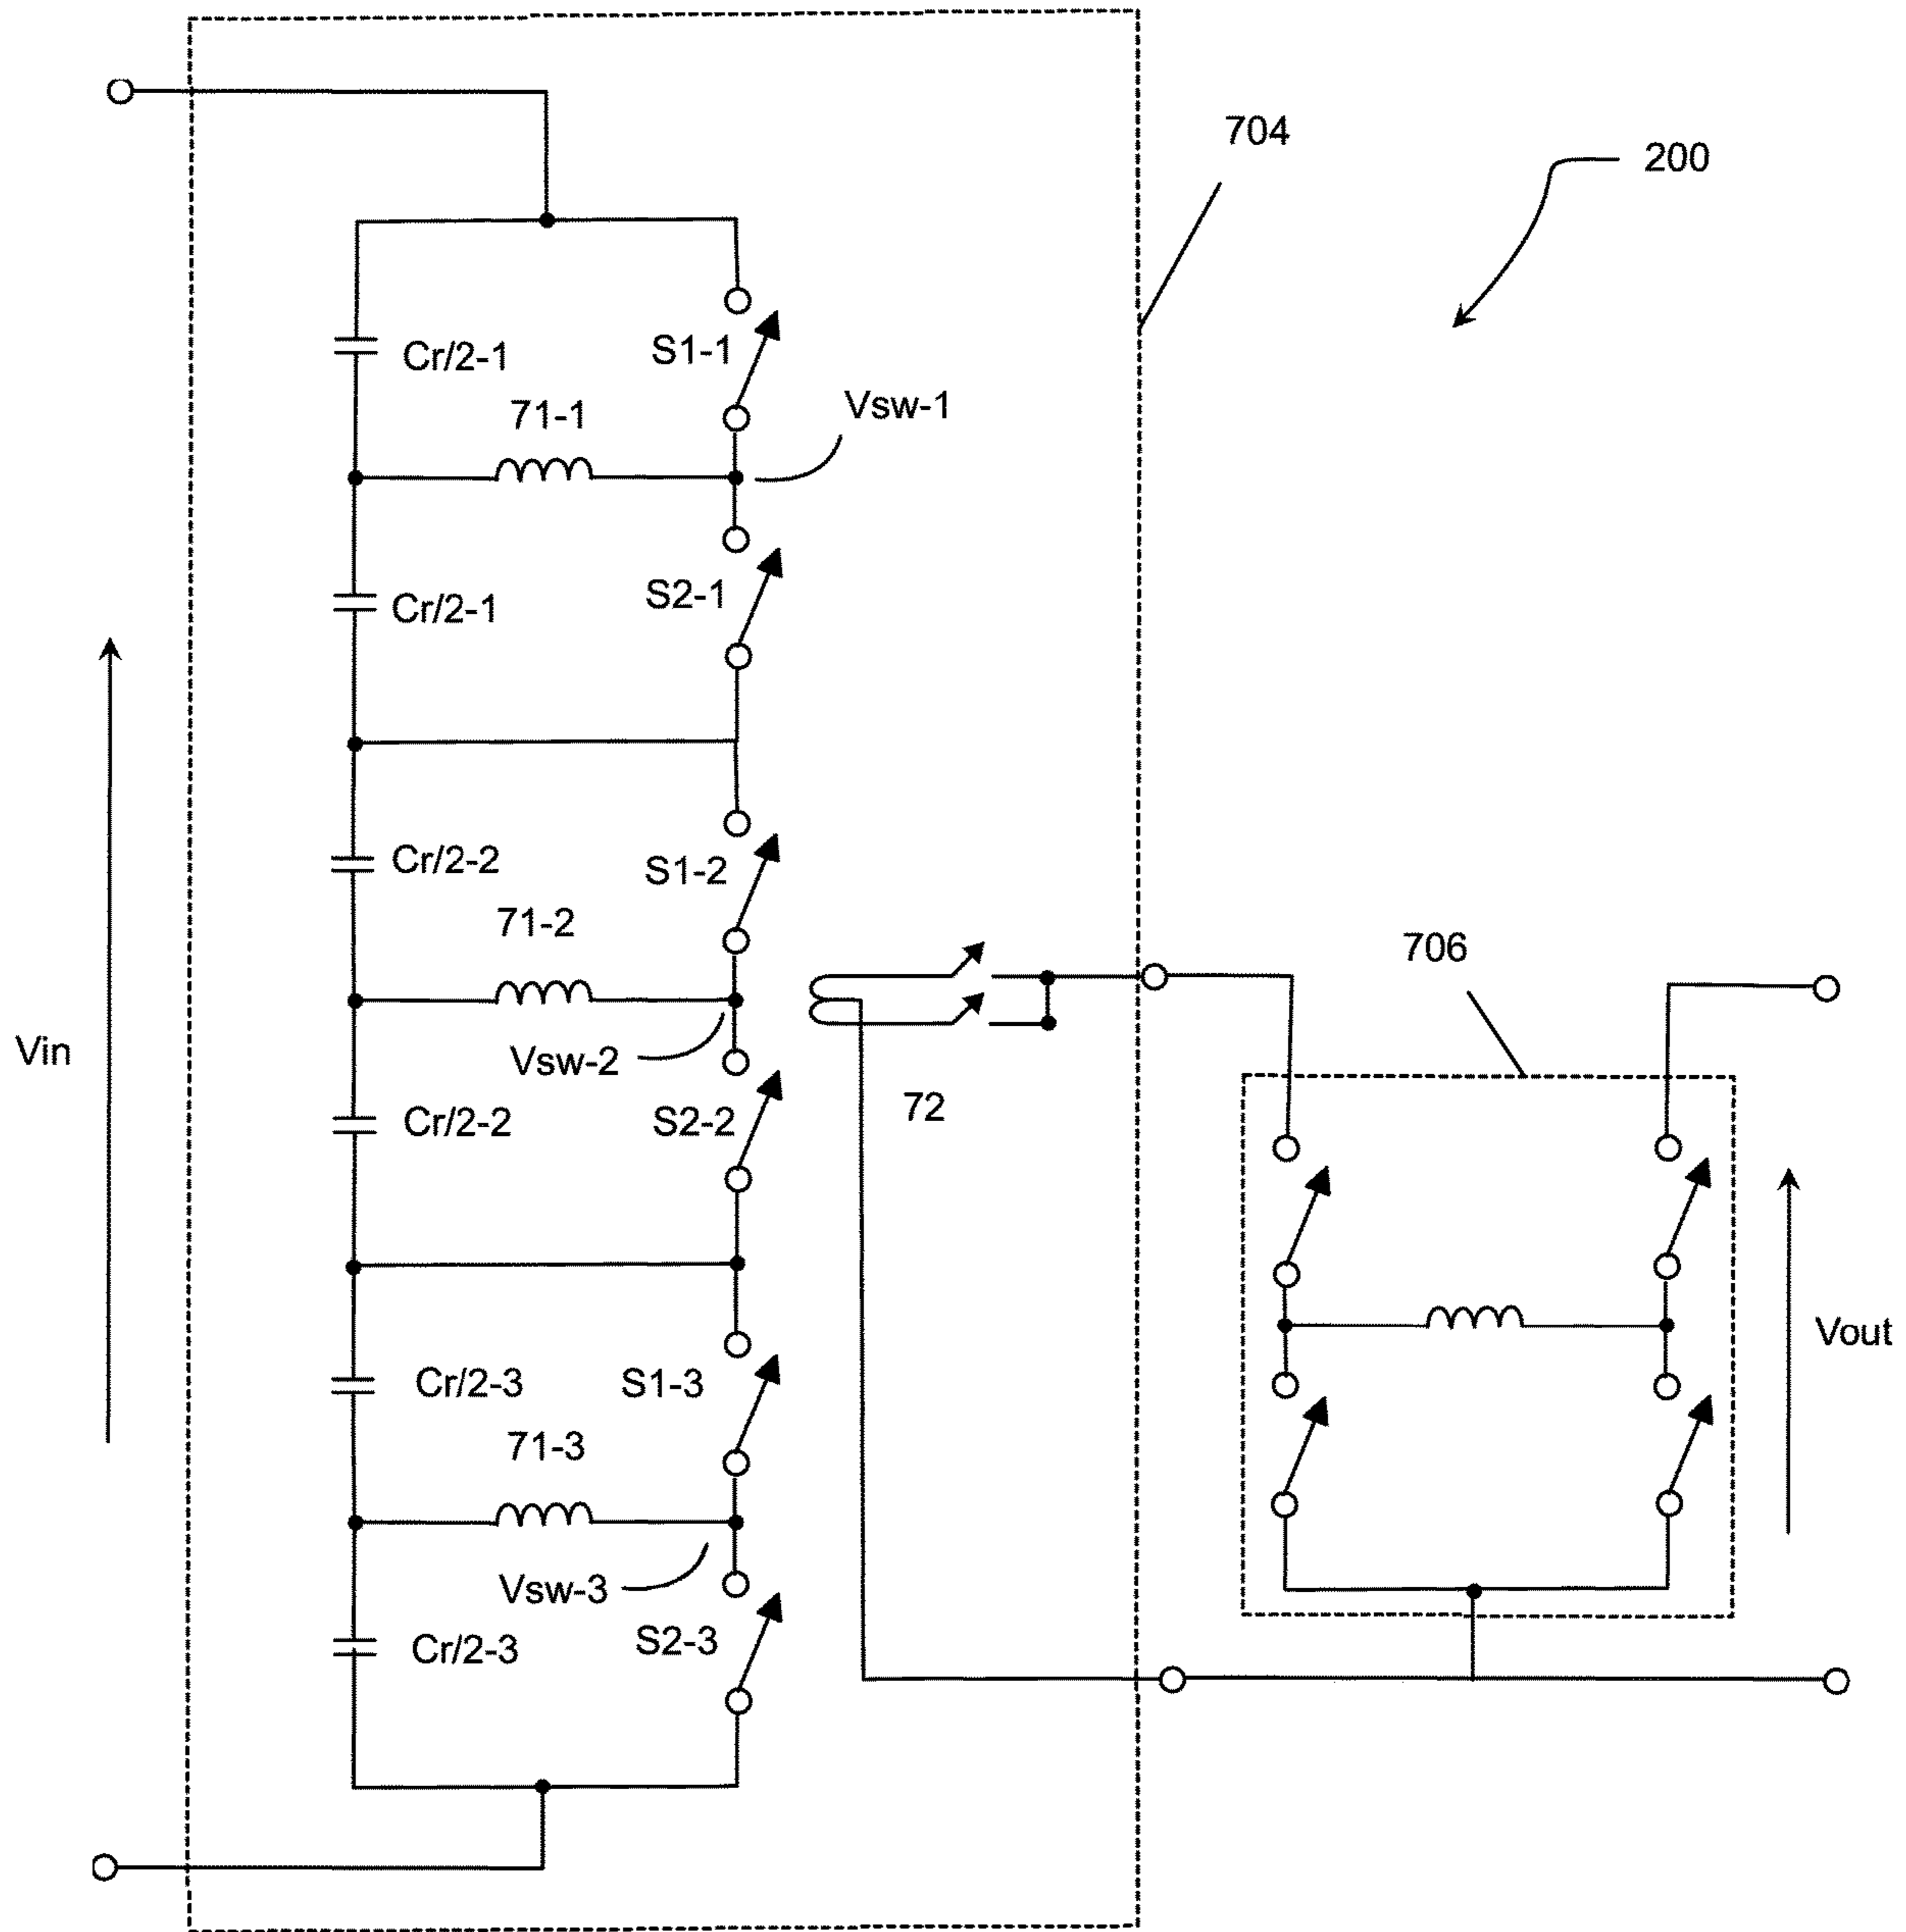 704
200
Cr/2-1
S1-1
71-1
Vsw-1
Cr/2-1
S2-1
Cr/2-2
S1-2
71-2
706
Vin
Vsw-2
Cr/2-2
S2-2
72
Vout
Cr/2-3
S1-3
71-3
Vsw-3
Cr/2-3
S2-3